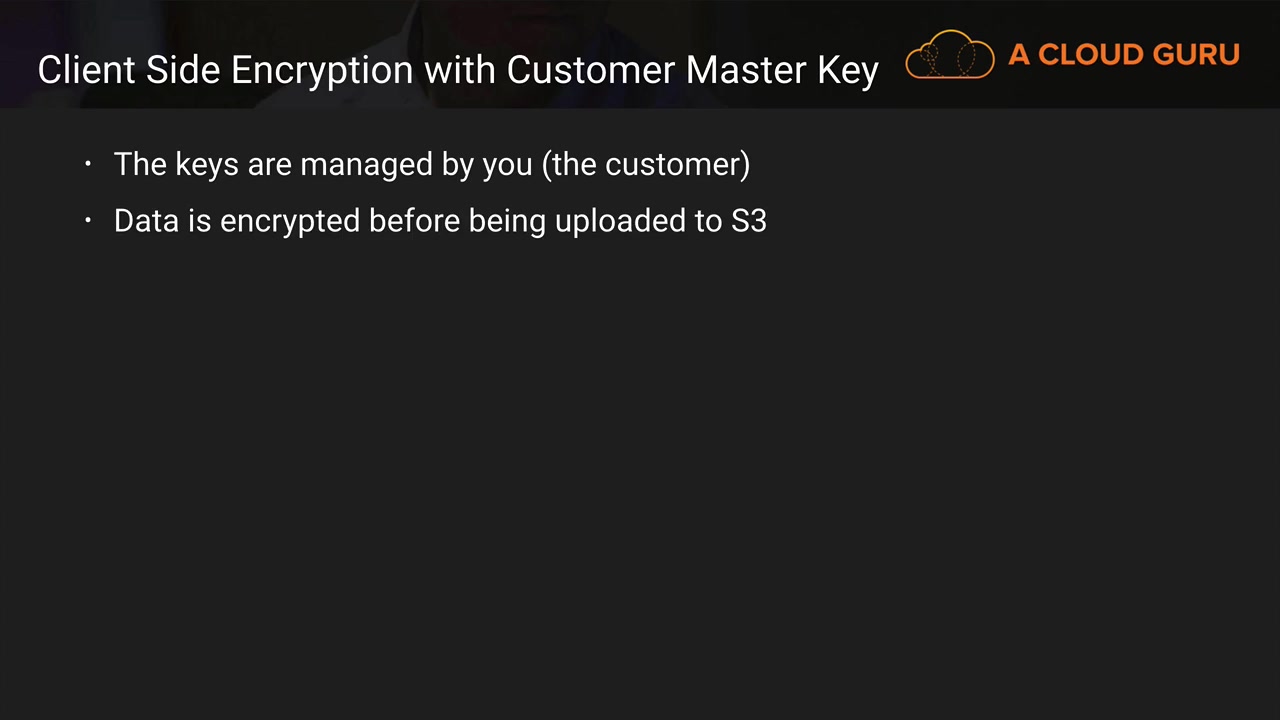 Client Side Encryption with Customer Master Key
A CLOUD GURU
· The keys are managed by you (the customer)
· Data is encrypted before being uploaded to S3